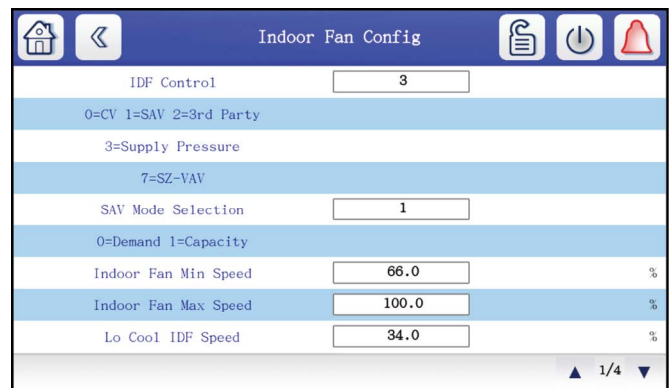 Indoor Fan Config
IDF Control 3
0=CV 1=SAV 2=3rd Party
3=Supply Pressure
7=SZ-VAV
SAV Mode Selection 1
0=Demand 1=Capacity
Indoor Fan Min Speed 66.0 %
Indoor Fan Max Speed 100.0 %
Lo Cool IDF Speed 34.0 %
1/4